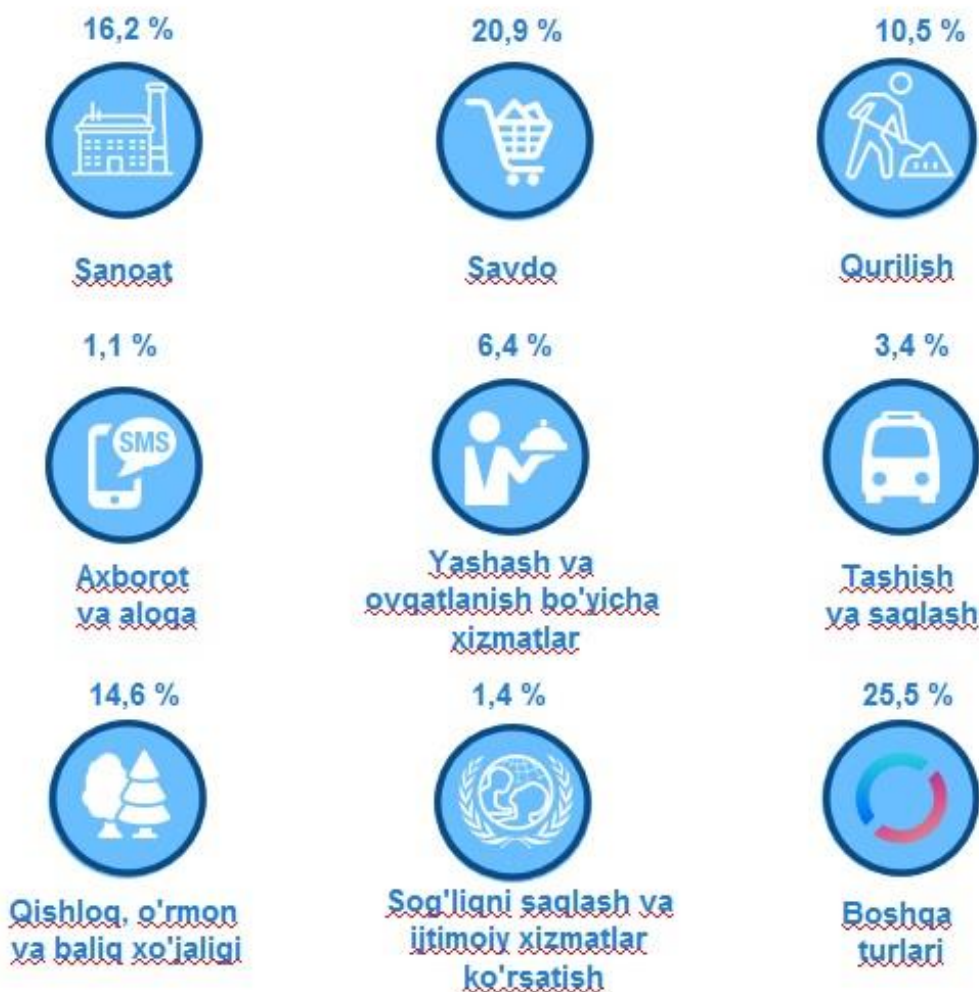 16,2 %
20,9 %
10,5 %
Sanoat
Savdo
Qurilish
1,1 %
6,4 %
3,4 %
SMS
Axborot
va aloqa
Yashash va
ovqatlanish bo'yicha
xizmatlar
Tashish
va saqlash
14,6 %
1,4 %
25,5 %
Qishloq, o'rmon
va baliq xo'jaligi
Sog'liqni saqlash va
ijtimoiy xizmatlar
ko'rsatish
Boshqa
turlari